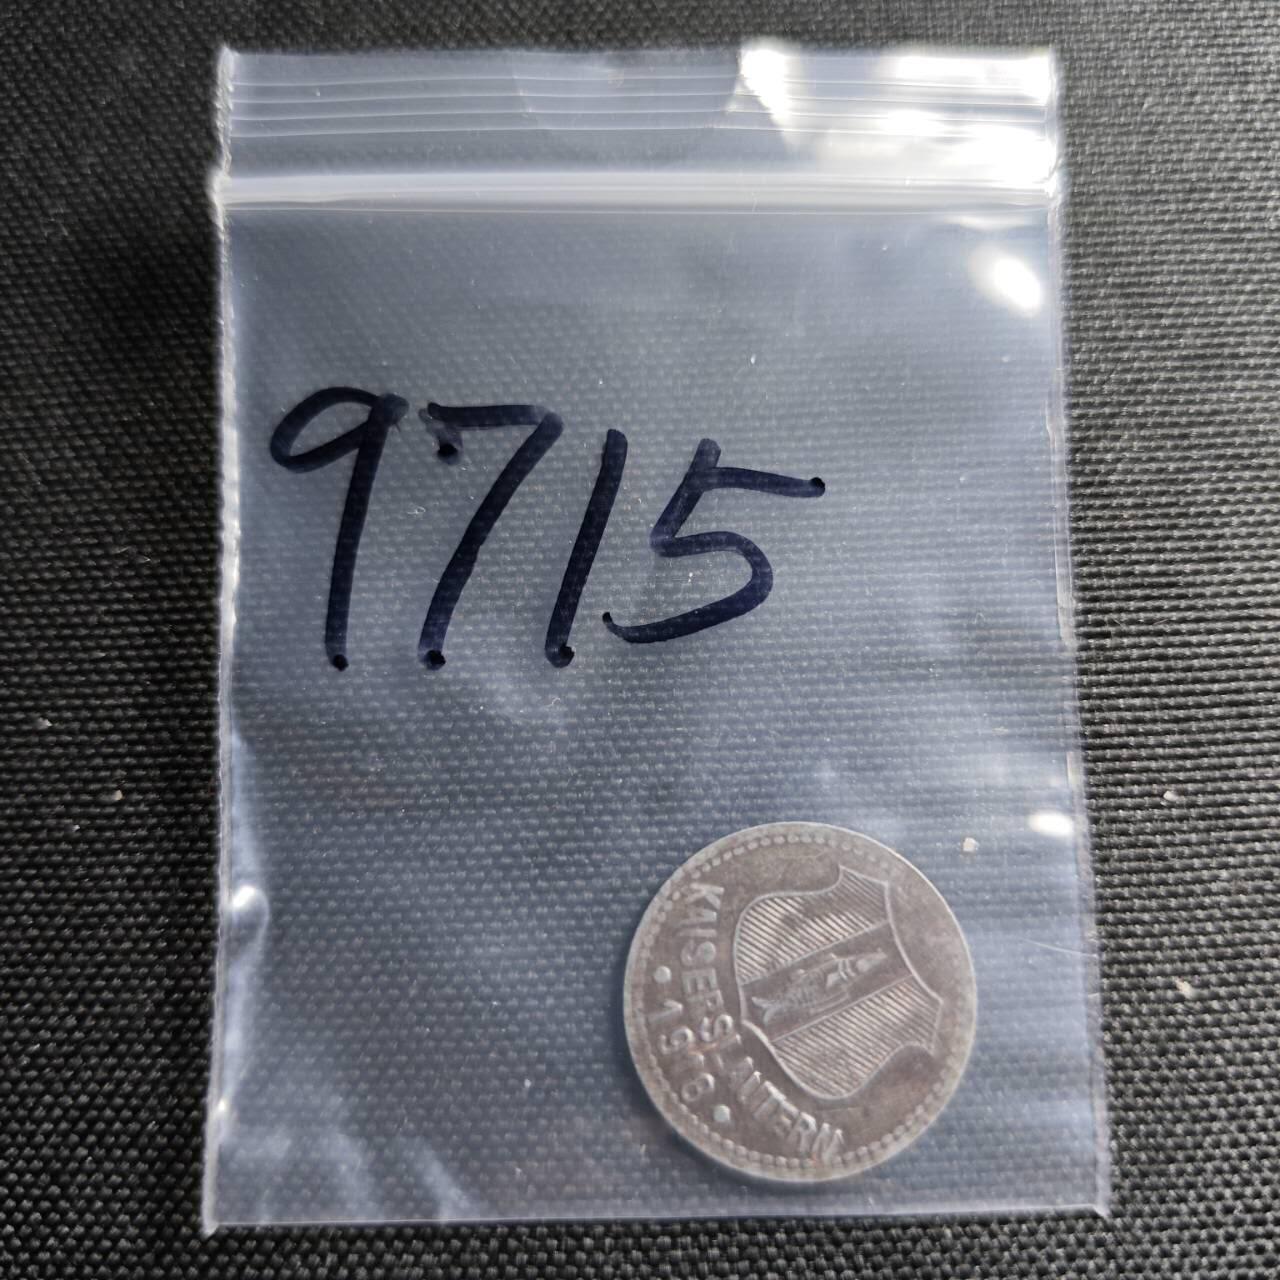 9715
KAISERSLAUTERN
• 1918 •